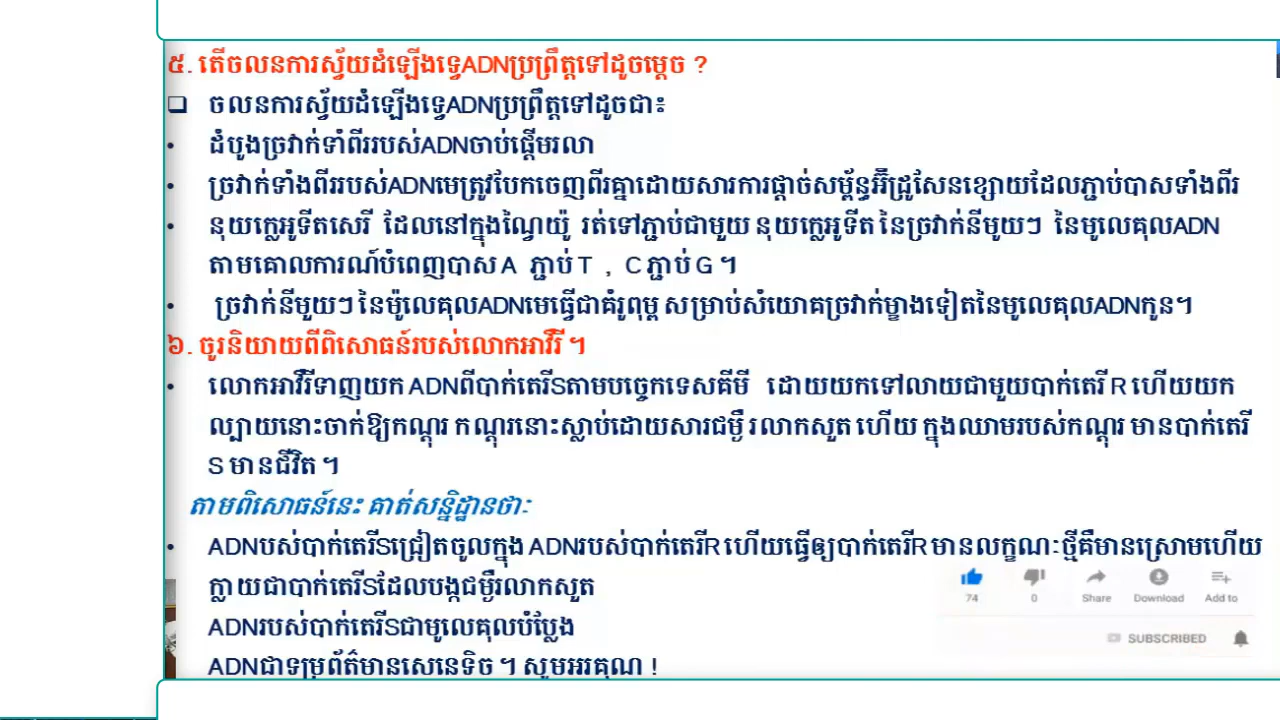 ៥. តើចលនការស្វ័យដំឡើងទ្វេADNប្រព្រឹត្តទៅដូចម្ដេច ?
ចលនការស្វ័យដំឡើងទ្វេADNប្រព្រឹត្តទៅដូចជា៖
ដំបូងច្រវាក់ទាំពីររបស់ADNចាប់ផ្ដើមរលា
ច្រវាក់ទាំងពីររបស់ADNមេត្រូវបែកចេញពីរគ្នាដោយសារការផ្ដាច់សម្ព័ន្ធអ៊ីដ្រូសែនខ្សោយដែលភ្ជាប់បាសទាំងពីរ
នុយក្លេអូទីតសេរី ដែលនៅក្នុងណ្វៃយ៉ូ រត់ទៅភ្ជាប់ជាមួយ នុយក្លេអូទីត នៃច្រវាក់នីមួយៗ នៃមូលេគុលADN
តាមគោលការណ៍បំពេញបាស A ភ្ជាប់ T , C ភ្ជាប់ G ។
ច្រវាក់នីមួយៗ នៃម៉ូលេគុលADNមេធ្វើជាគំរូពុម្ព សម្រាប់សំយោគច្រវាក់ម្ខាងទៀតនៃមូលេគុលADNកូន។
៦. ចូរនិយាយពីពិសោធន៍របស់លោកអាវីរី ។
លោកអាវីរីទាញយក ADNពីបាក់តេរីSតាមបច្ចេកទេសគីមី ដោយយកទៅលាយជាមួយបាក់តេរី R ហើយយក
ល្បាយនោះចាក់ឱ្យកណ្ដុរ កណ្ដុរនោះស្លាប់ដោយសារជម្ងឺ រលាកសួត ហើយ ក្នុងឈាមរបស់កណ្ដុរ មានបាក់តេរី
S មានជីវិត ។
តាមពិសោធន៍នេះ គាត់សន្និដ្ឋានថាៈ
ADNបស់បាក់តេរីSជ្រៀតចូលក្នុង ADNរបស់បាក់តេរីR ហើយធ្វើឲ្យបាក់តេរីR មានលក្ខណៈថ្មីគឺមានស្រោមហើយ
ក្លាយជាបាក់តេរីSដែលបង្កជម្ងឺរលាកសួត
ADNរបស់បាក់តេរីSជាមូលេគុលបំប្លែង
ADNជាទម្រព័ត៌មានសេនេទិច ។ សូមអរគុណ !
74 0 Share Download Add to
SUBSCRIBED